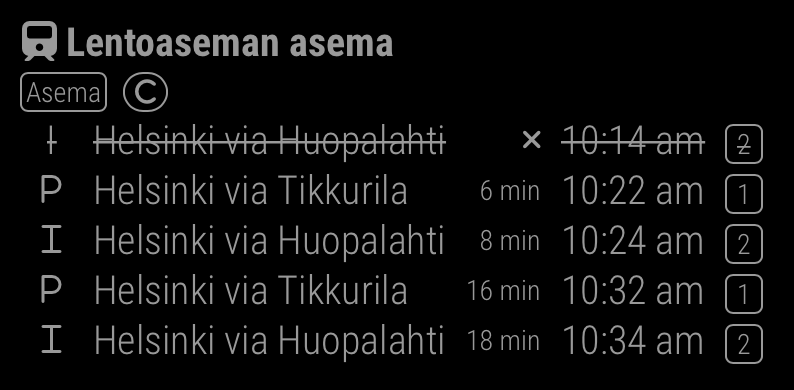 Lentoaseman asema
Asema C
I Helsinki via Huopalahti × 10:14 am 2
P Helsinki via Tikkurila 6 min 10:22 am 1
I Helsinki via Huopalahti 8 min 10:24 am 2
P Helsinki via Tikkurila 16 min 10:32 am 1
I Helsinki via Huopalahti 18 min 10:34 am 2